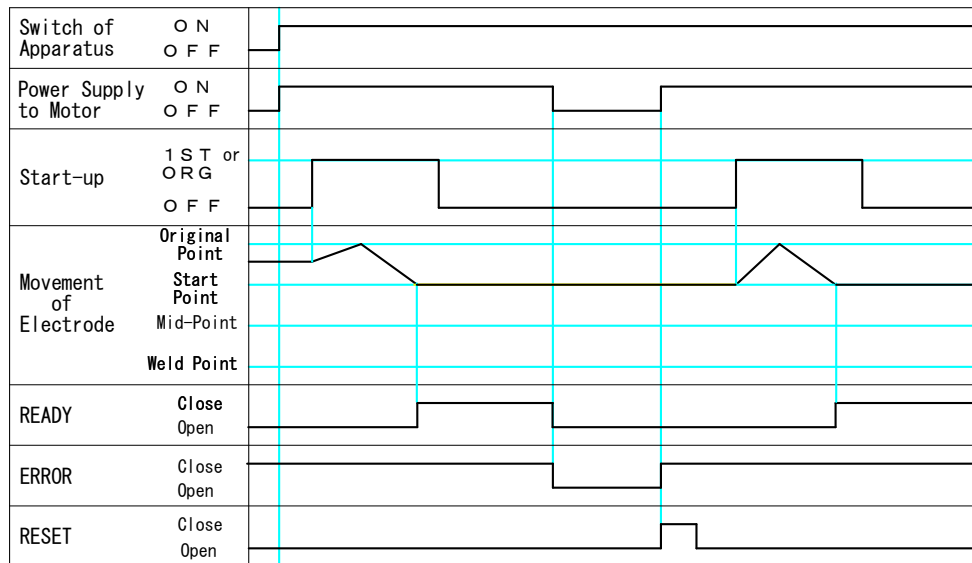 Switch of ON
Apparatus OFF
Power Supply ON
to Motor OFF
1ST or
ORG
Start-up
OFF
Original
Point
Movement Start
of Point
Electrode Mid-Point
Weld Point
READY Close
Open
ERROR Close
Open
RESET Close
Open